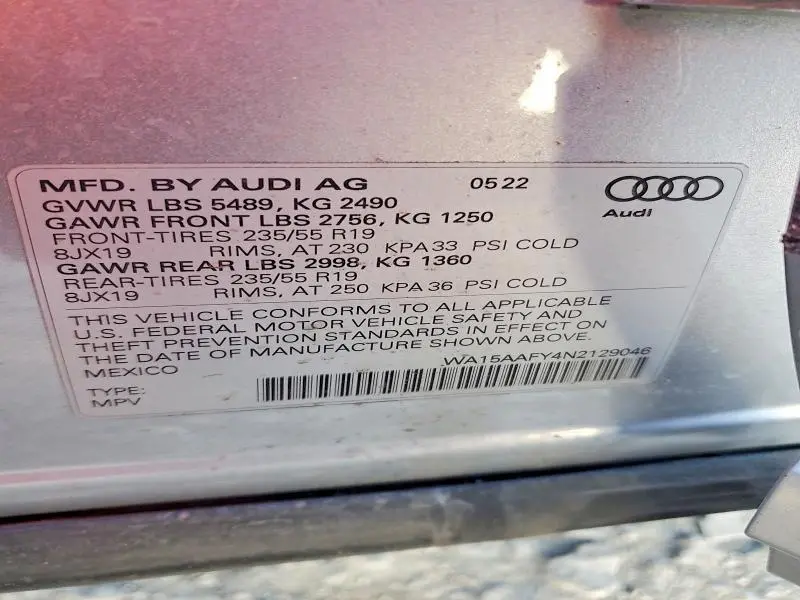 MFD. BY AUDI AG 05 22
GVWR LBS 5489, KG 2490
GAWR FRONT LBS 2756, KG 1250
FRONT-TIRES 235/55 R19
8JX19 RIMS, AT 230 KPA 33 PSI COLD
GAWR REAR LBS 2998, KG 1360
REAR-TIRES 235/55 R19
8JX19 RIMS, AT 250 KPA 36 PSI COLD
Audi
THIS VEHICLE CONFORMS TO ALL APPLICABLE
U.S. FEDERAL MOTOR VEHICLE SAFETY AND
THEFT PREVENTION STANDARDS IN EFFECT ON
THE DATE OF MANUFACTURE SHOWN ABOVE.
MEXICO WA15AAFY4N2129046
TYPE:
MPV